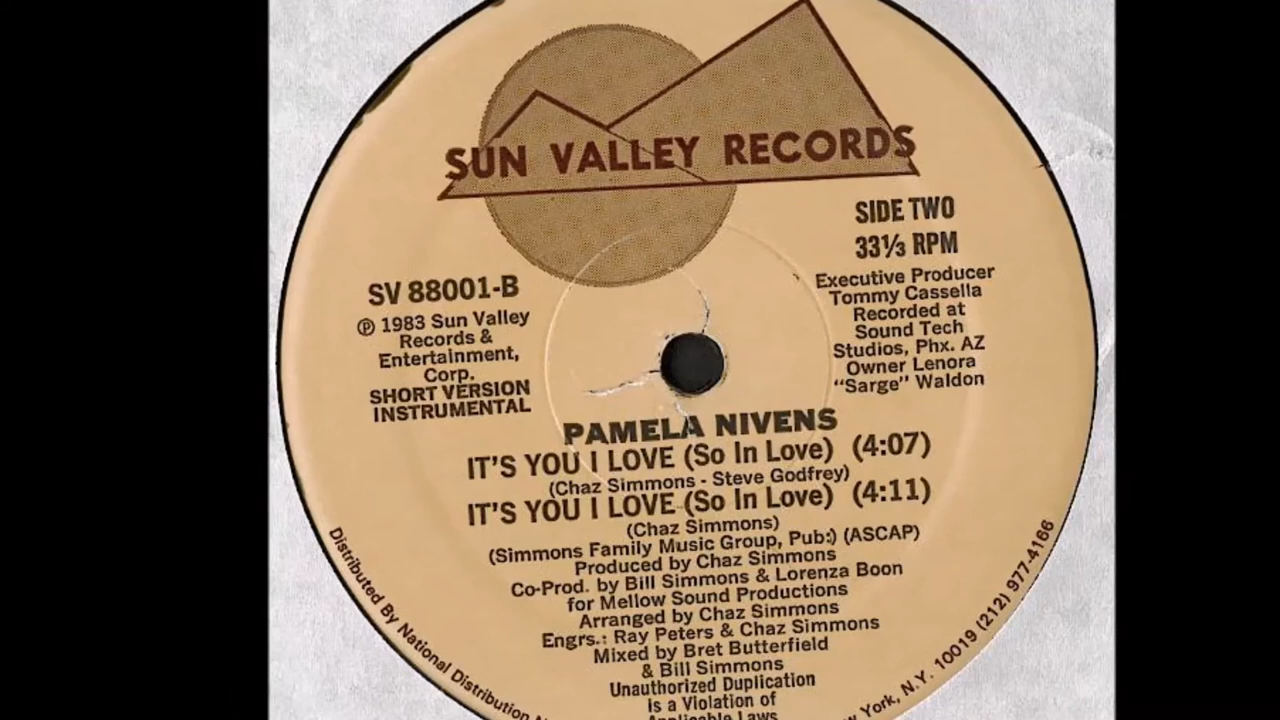 SUN VALLEY RECORDS
SIDE TWO
33⅓ RPM
SV 88001-B
℗ 1983 Sun Valley
Records &
Entertainment,
Corp.
SHORT VERSION
INSTRUMENTAL
Executive Producer
Tommy Cassella
Recorded at
Sound Tech
Studios, Phx. AZ
Owner Lenora
“Sarge” Waldon
PAMELA NIVENS
IT'S YOU I LOVE (So In Love) (4:07)
(Chaz Simmons - Steve Godfrey)
IT'S YOU I LOVE (So In Love) (4:11)
(Chaz Simmons)
(Simmons Family Music Group, Pub:) (ASCAP)
Produced by Chaz Simmons
Co-Prod. by Bill Simmons & Lorenza Boon
for Mellow Sound Productions
Arranged by Chaz Simmons
Engrs.: Ray Peters & Chaz Simmons
Mixed by Bret Butterfield
& Bill Simmons
Unauthorized Duplication
is a Violation of
Applicable Laws
Distributed By National Distribution
York, N.Y. 10019 (212) 977-4166